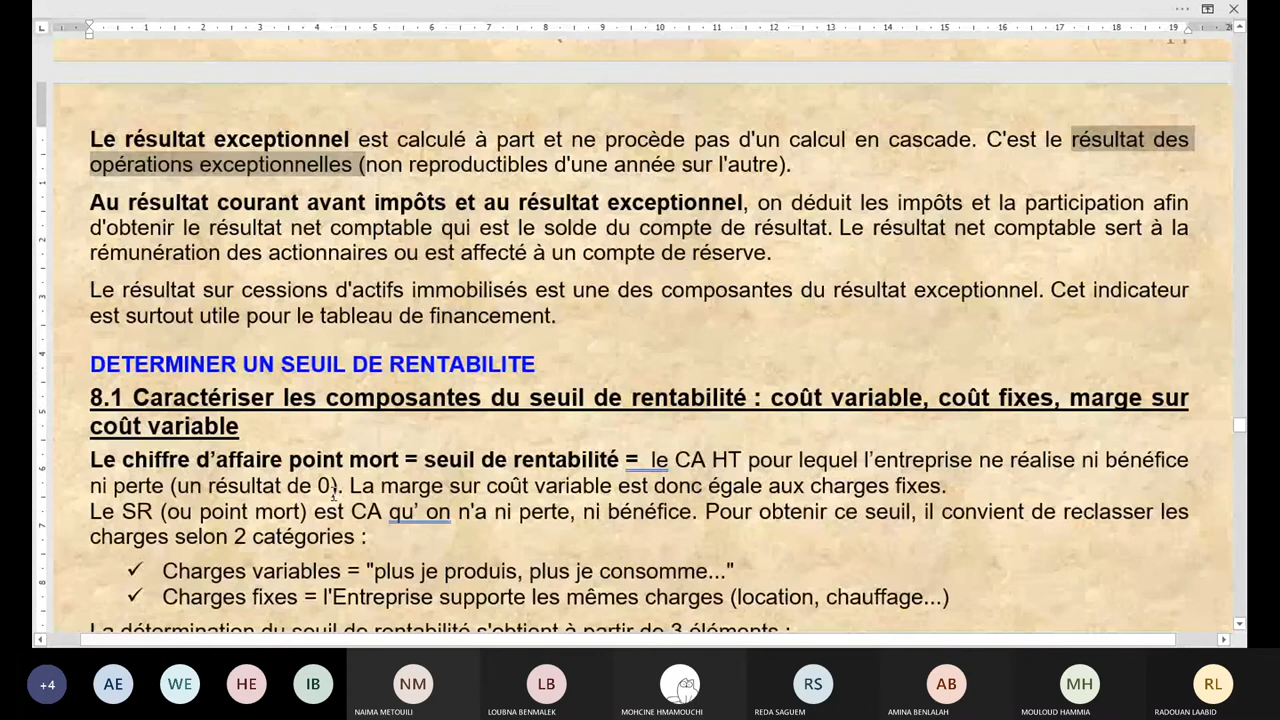 Le résultat exceptionnel est calculé à part et ne procède pas d'un calcul en cascade. C'est le résultat des
opérations exceptionnelles (non reproductibles d'une année sur l'autre).
Au résultat courant avant impôts et au résultat exceptionnel, on déduit les impôts et la participation afin
d'obtenir le résultat net comptable qui est le solde du compte de résultat. Le résultat net comptable sert à la
rémunération des actionnaires ou est affecté à un compte de réserve.
Le résultat sur cessions d'actifs immobilisés est une des composantes du résultat exceptionnel. Cet indicateur
est surtout utile pour le tableau de financement.
DETERMINER UN SEUIL DE RENTABILITE
8.1 Caractériser les composantes du seuil de rentabilité : coût variable, coût fixes, marge sur
coût variable
Le chiffre d’affaire point mort = seuil de rentabilité = le CA HT pour lequel l’entreprise ne réalise ni bénéfice
ni perte (un résultat de 0). La marge sur coût variable est donc égale aux charges fixes.
Le SR (ou point mort) est CA qu’ on n'a ni perte, ni bénéfice. Pour obtenir ce seuil, il convient de reclasser les
charges selon 2 catégories :
✓ Charges variables = "plus je produis, plus je consomme..."
✓ Charges fixes = l'Entreprise supporte les mêmes charges (location, chauffage...)
La détermination du seuil de rentabilité s'obtient à partir de 3 éléments :
+4 AE WE HE IB NM LB RS AB MH RL
NAIMA METOUILI LOUBNA BENMALEK MOHCINE HMAMOUCHI REDA SAGUEM AMINA BENLALAH MOULOUD HAMMIA RADOUAN LAABID